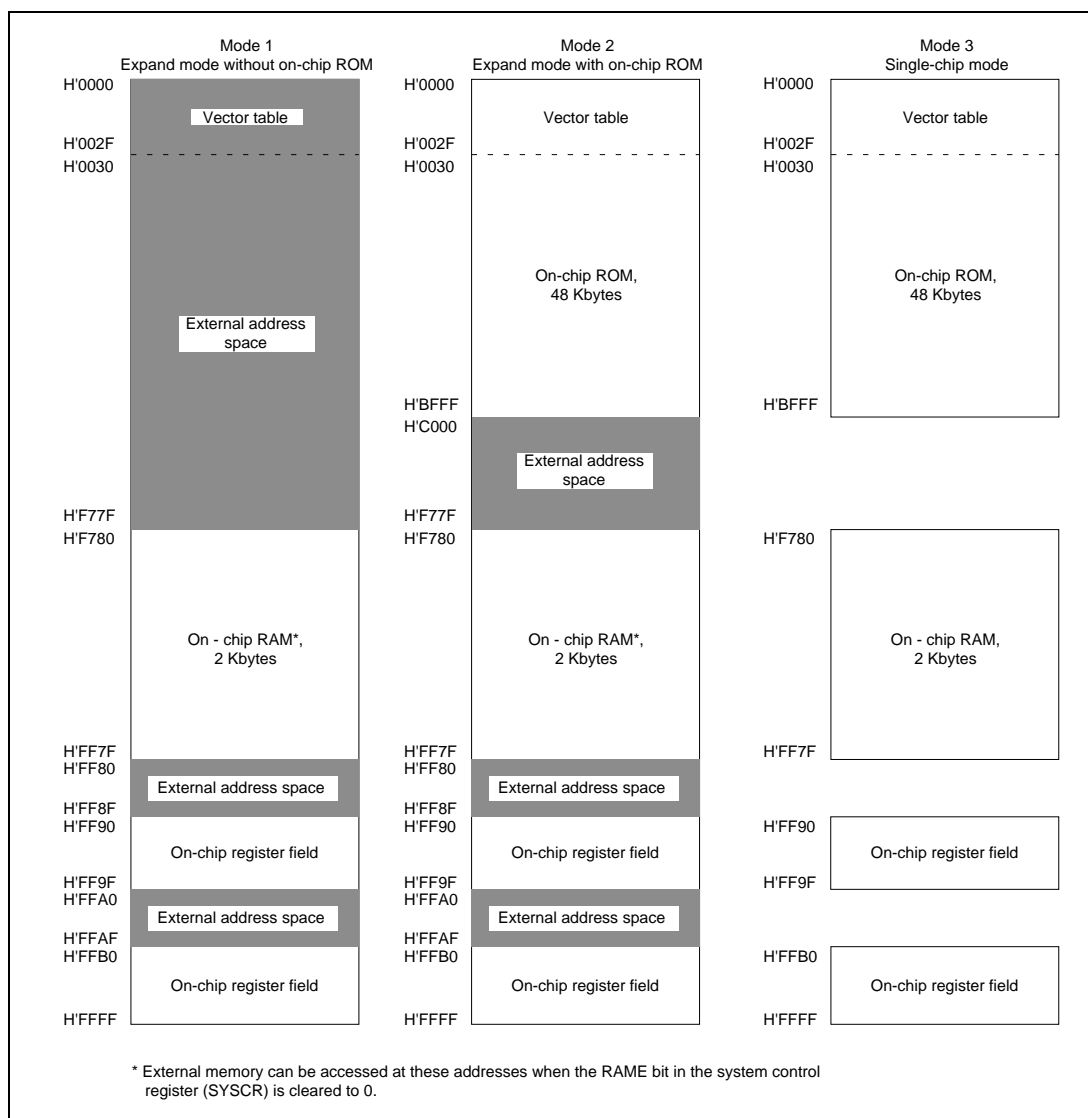 Mode 1
Expand mode without on-chip ROM
H'0000
Vector table
H'002F
H'0030
External address
space
H'F77F
H'F780
On - chip RAM*,
2 Kbytes
H'FF7F
H'FF80
External address space
H'FF8F
H'FF90
On-chip register field
H'FF9F
H'FFA0
External address space
H'FFAF
H'FFB0
On-chip register field
H'FFFF
Mode 2
Expand mode with on-chip ROM
H'0000
Vector table
H'002F
H'0030
On-chip ROM,
48 Kbytes
H'BFFF
H'C000
External address
space
H'F77F
H'F780
On - chip RAM*,
2 Kbytes
H'FF7F
H'FF80
External address space
H'FF8F
H'FF90
On-chip register field
H'FF9F
H'FFA0
External address space
H'FFAF
H'FFB0
On-chip register field
H'FFFF
Mode 3
Single-chip mode
H'0000
Vector table
H'002F
H'0030
On-chip ROM,
48 Kbytes
H'BFFF
H'F780
On - chip RAM,
2 Kbytes
H'FF7F
H'FF90
On-chip register field
H'FF9F
H'FFB0
On-chip register field
H'FFFF
* External memory can be accessed at these addresses when the RAME bit in the system control
register (SYSCR) is cleared to 0.